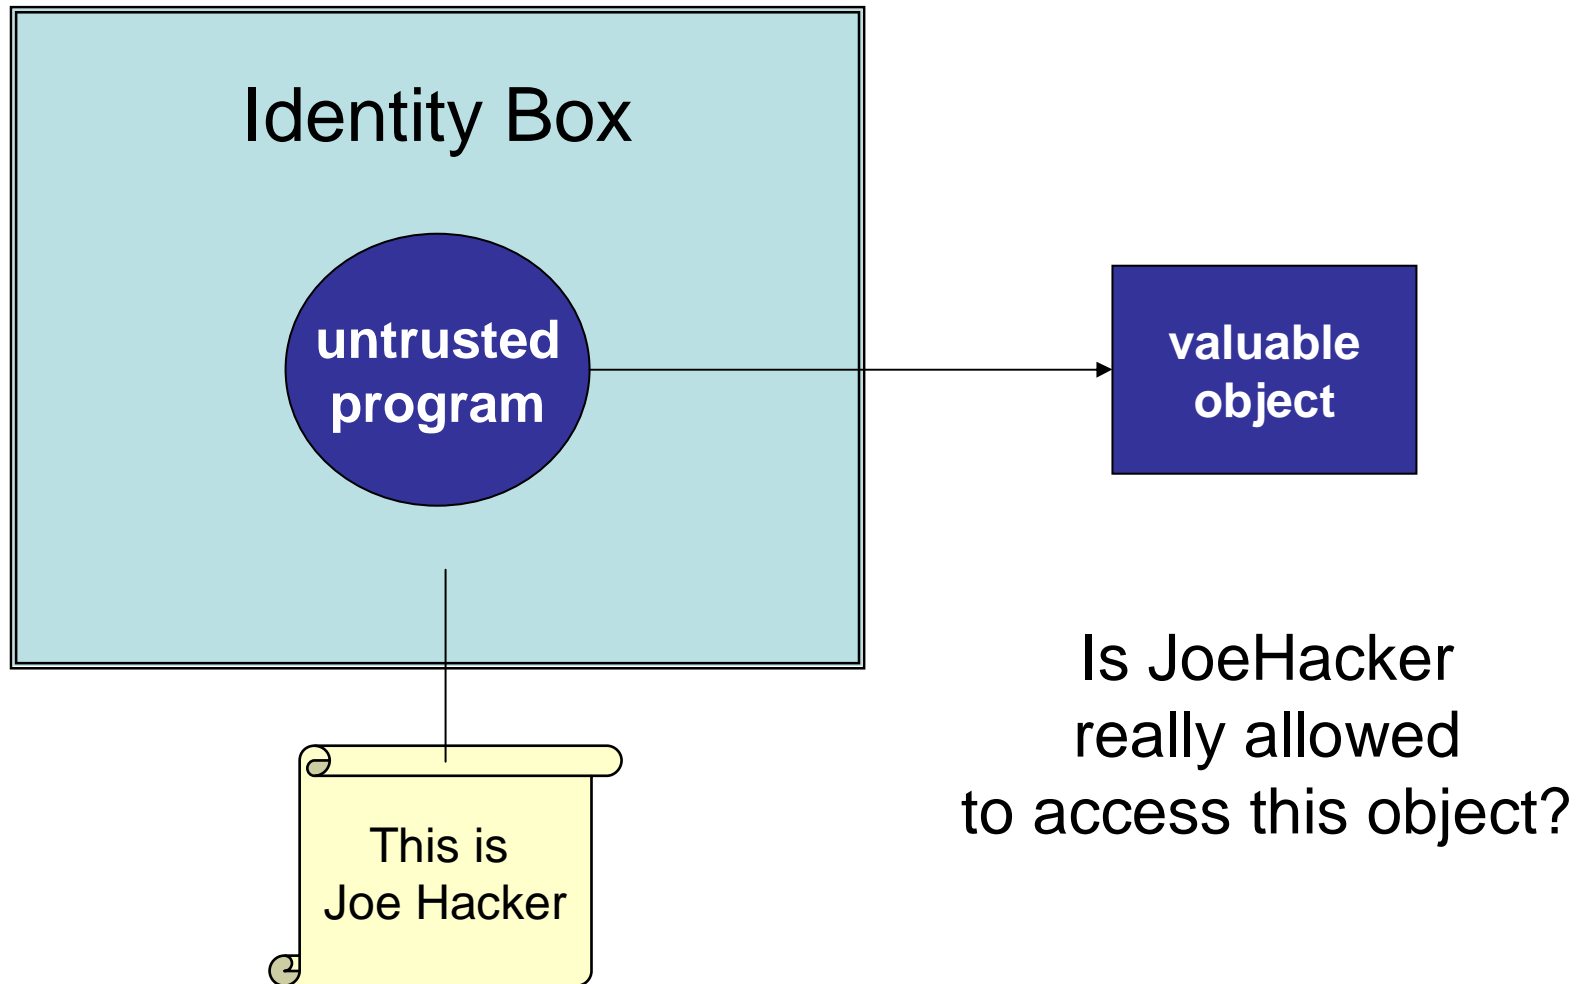 Identity Box
untrusted
program
valuable
object
Is JoeHacker
really allowed
to access this object?
This is
Joe Hacker